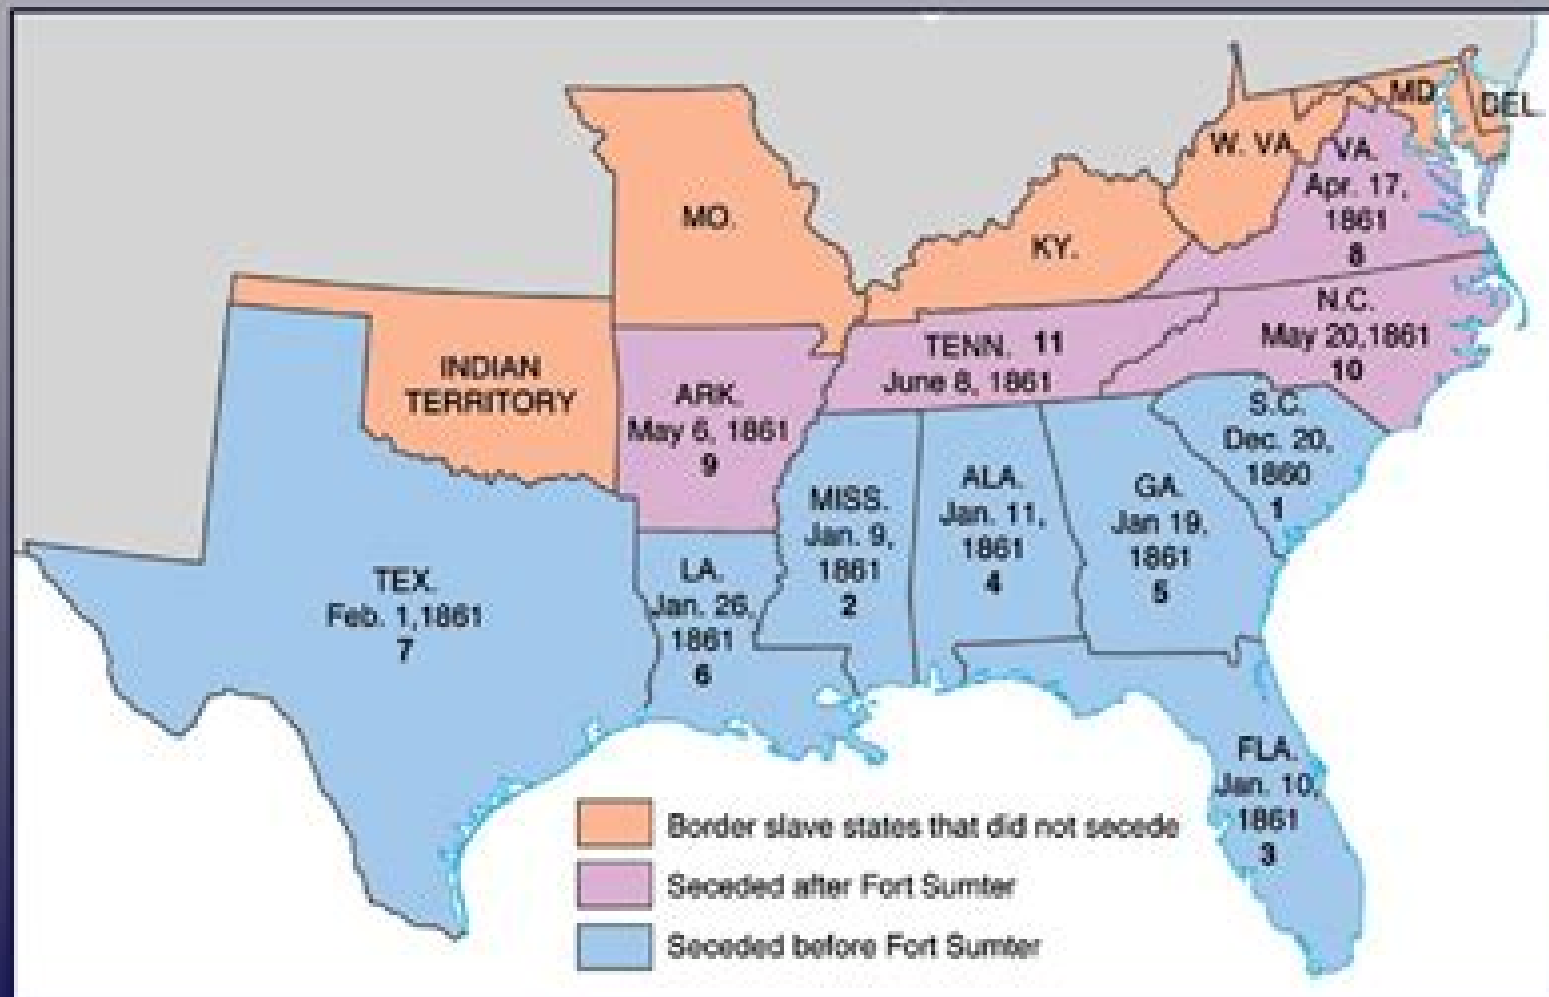 MD
DEL.
W. VA
VA.
Apr. 17,
1861
8
MO.
KY.
N.C.
May 20,1861
10
TENN. 11
June 8, 1861
INDIAN
TERRITORY
ARK.
May 6, 1861
9
S.C.
Dec. 20,
1860
1
MISS.
Jan. 9,
1861
2
ALA.
Jan. 11,
1861
4
GA.
Jan 19,
1861
5
TEX.
Feb. 1,1861
7
LA.
Jan. 26,
1861
6
FLA.
Jan. 10,
1861
3
Border slave states that did not secede
Seceded after Fort Sumter
Seceded before Fort Sumter